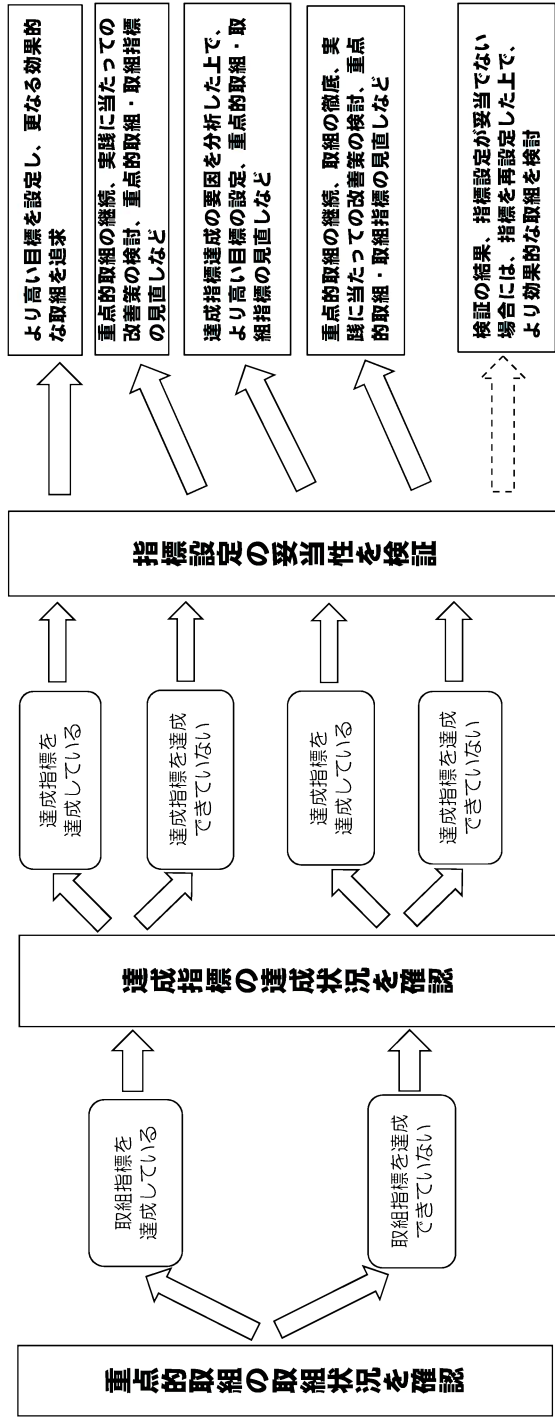 重点的取組の取組状況を確認
取組指標を
達成している
取組指標を達成
できていない
達成指標の達成状況を確認
達成指標を
達成している
達成指標を達成
できていない
達成指標を
達成している
達成指標を達成
できていない
指標設定の妥当性を検証
より高い目標を設定し、更なる効果的
な取組を追求
重点的取組の継続、実践に当たっての
改善策の検討、重点的取組・取組指標
の見直しなど
達成指標達成の要因を分析した上で、
より高い目標の設定、重点的取組・取
組指標の見直しなど
重点的取組の継続、取組の徹底、実
践に当たっての改善策の検討、重点
的取組・取組指標の見直しなど
検証の結果、指標設定が妥当でない
場合には、指標を再設定した上で、
より効果的な取組を検討